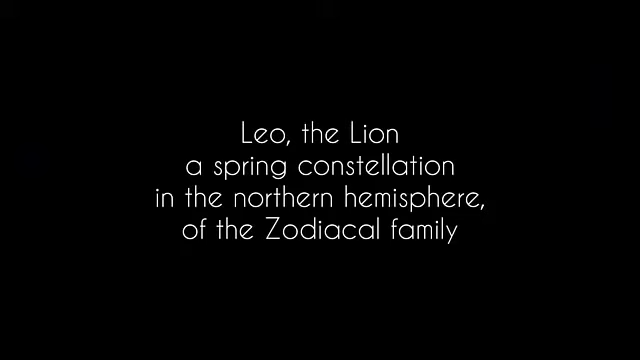 Leo, the Lion
a spring constellation
in the northern hemisphere,
of the Zodiacal family